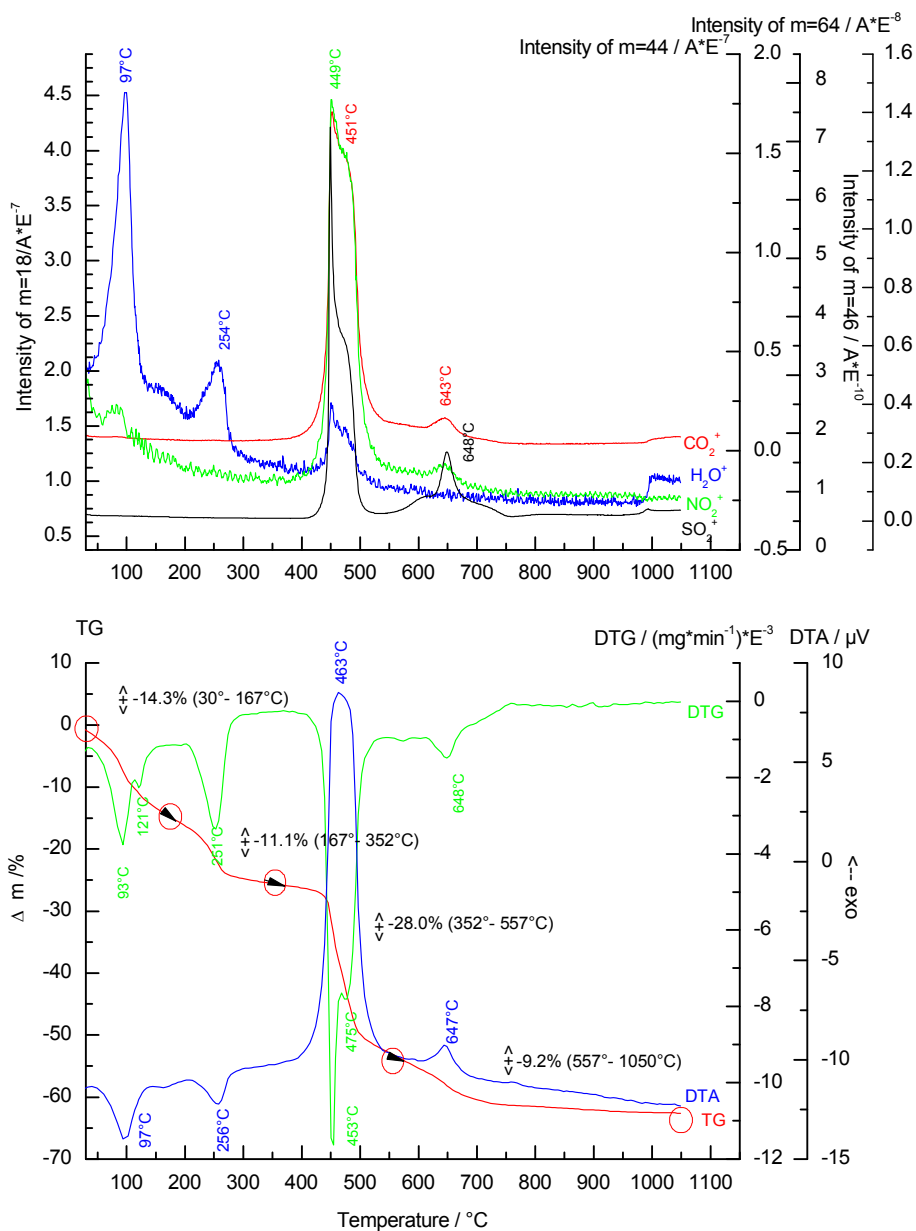 Intensity of m=64 / A*E-8
Intensity of m=44 / A*E-7
97°C
449°C
451°C
254°C
643°C
648°C
CO2+
H2O+
NO2+
SO2+
Intensity of m=18/A*E-7
4.5
4.0
3.5
3.0
2.5
2.0
1.5
1.0
0.5
2.0
1.5
1.0
0.5
0.0
-0.5
8
7
6
5
4
3
2
1
0
Intensity of m=46 / A*E-10
1.6
1.4
1.2
1.0
0.8
0.6
0.4
0.2
0.0
100 200 300 400 500 600 700 800 900 1000 1100
TG
DTG / (mg*min-1)*E-3
DTA / µV
463°C
-14.3% (30°- 167°C)
DTG
121°C
93°C
251°C
648°C
-11.1% (167°- 352°C)
-28.0% (352°- 557°C)
475°C
453°C
647°C
-9.2% (557°- 1050°C)
97°C
256°C
DTA
TG
Δ m /%
10
0
-10
-20
-30
-40
-50
-60
-70
0
-2
-4
-6
-8
-10
-12
10
5
0
-5
-10
-15
<-- exo
100 200 300 400 500 600 700 800 900 1000 1100
Temperature / °C